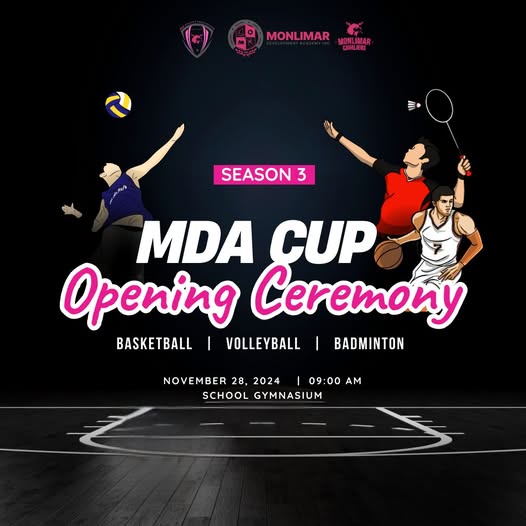 MONLIMAR
DEVELOPMENT ACADEMY INC.
MONLIMAR
SEASON 3
MDA CUP
Opening Ceremony
BASKETBALL | VOLLEYBALL | BADMINTON
NOVEMBER 28, 2024 | 09:00 AM
SCHOOL GYMNASIUM
7